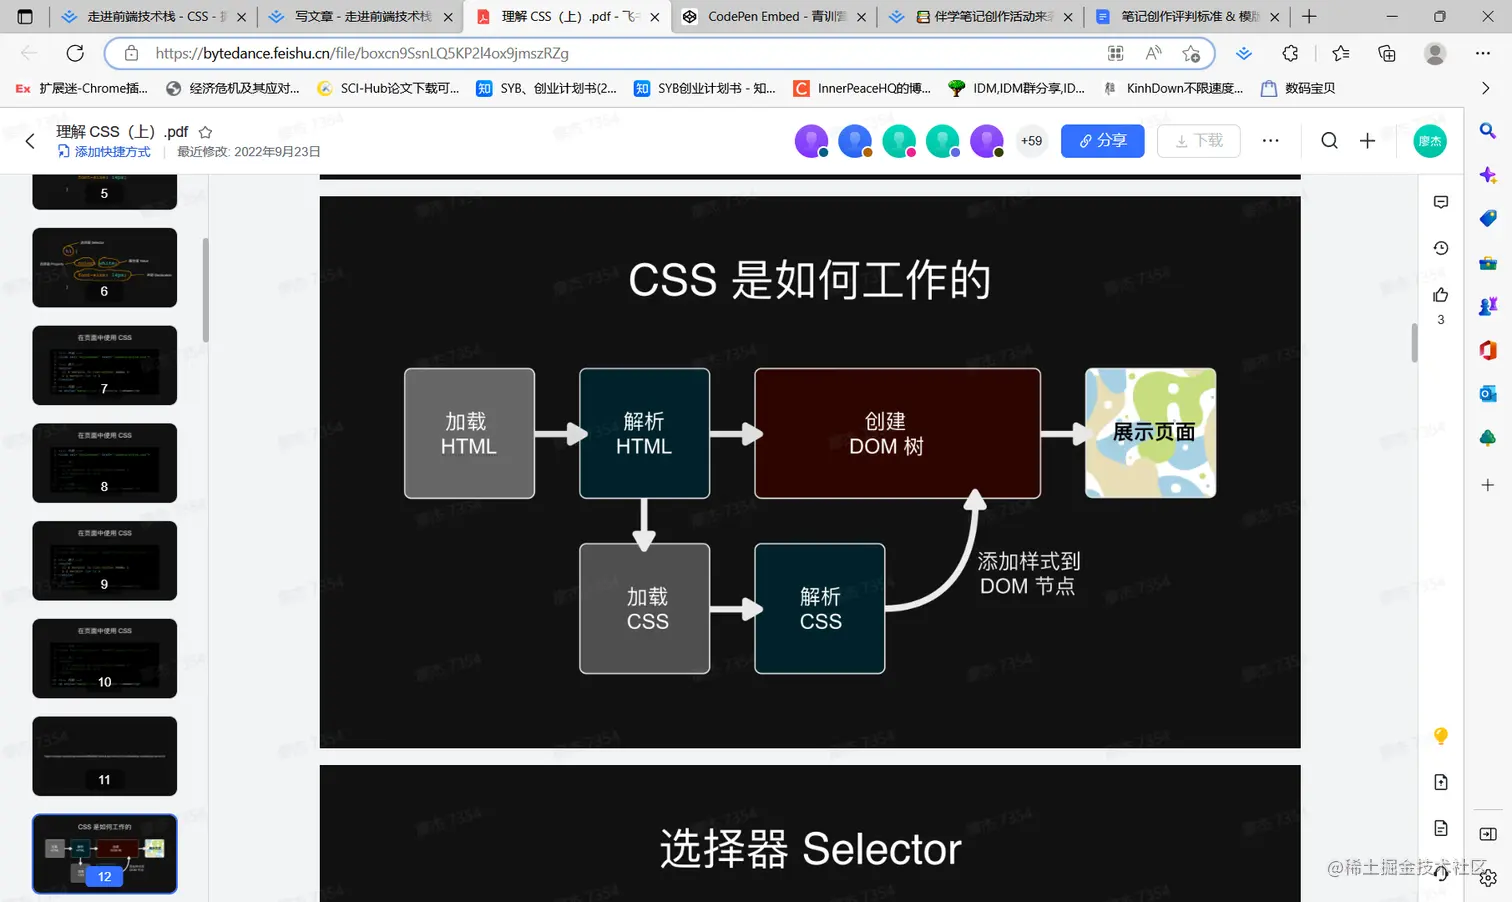 走进前端技术栈 - CSS -
写文章 - 走进前端技术栈
理解 CSS（上）.pdf - 飞
CodePen Embed - 青训营
伴学笔记创作活动来
笔记创作评判标准 & 模版
https://bytedance.feishu.cn/file/boxcn9SsnLQ5KP2l4ox9jmszRZg
Ex 扩展迷-Chrome插...
经济危机及其应对...
SCI-Hub论文下载可...
知 SYB、创业计划书(2...
知 SYB创业计划书 - 知...
C InnerPeaceHQ的博...
IDM,IDM群分享,ID...
KinhDown不限速度...
数码宝贝
理解 CSS（上）.pdf
添加快捷方式 | 最近修改: 2022年9月23日
+59
分享
下载
廖杰
5
6
在页面中使用 CSS
7
在页面中使用 CSS
8
在页面中使用 CSS
9
在页面中使用 CSS
10
11
CSS 是如何工作的
12
CSS 是如何工作的
加载
HTML
解析
HTML
创建
DOM 树
展示页面
加载
CSS
解析
CSS
添加样式到
DOM 节点
选择器 Selector
3
廖杰 7354
@稀土掘金技术社区